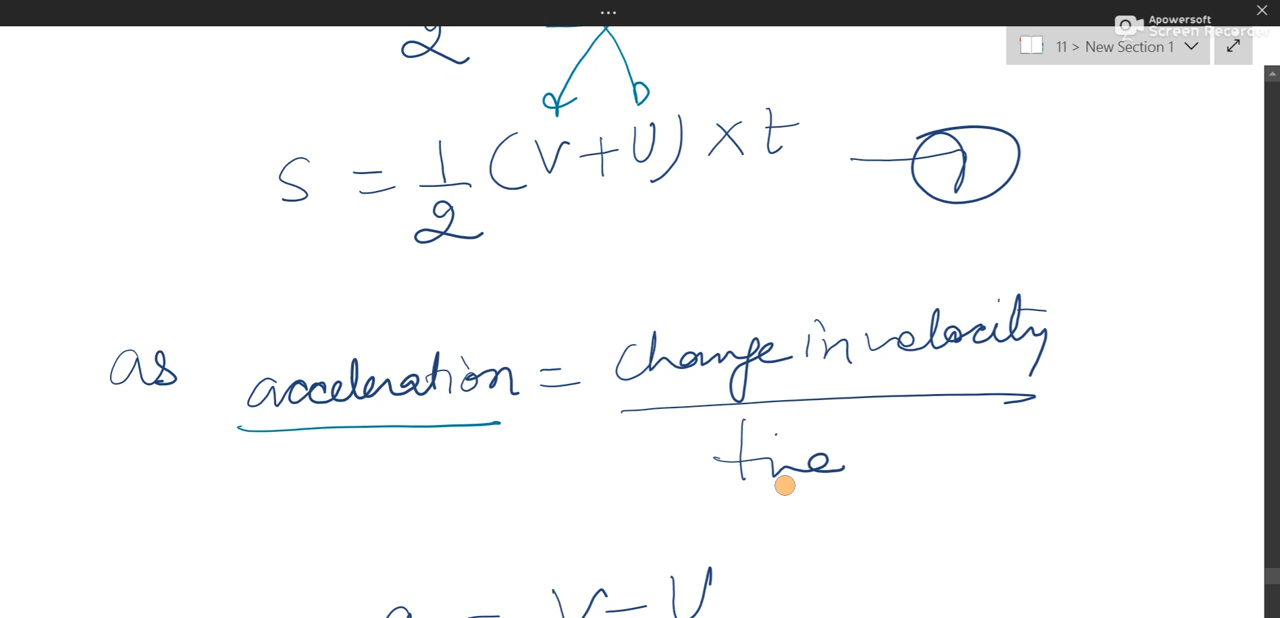 ...
Apowersoft
Screen Recorder
11 > New Section 1
2
S = 1/2 (V+U) × t — 1
as acceleration = change in velocity / time
a = V - U